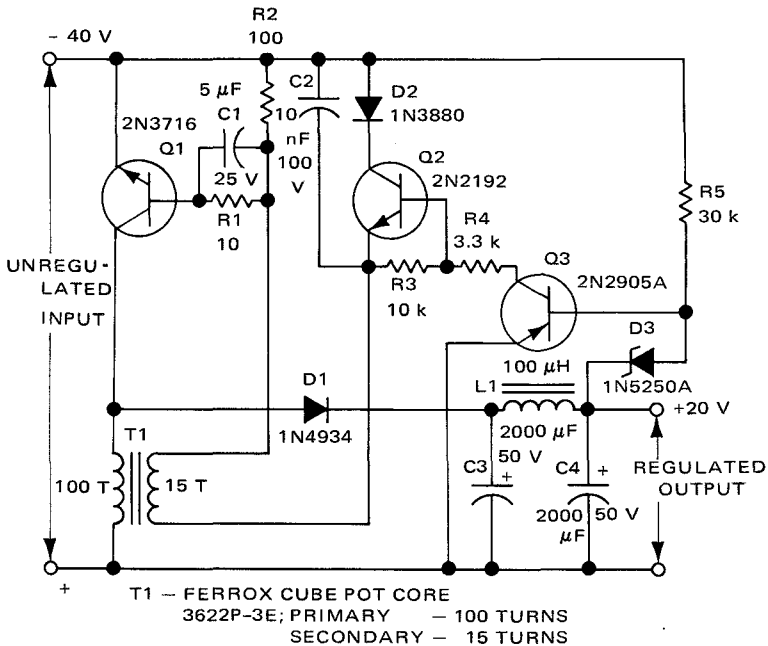 R2
100
– 40 V
5 µF
C1
25 V
10
nF
100
V
C2
D2
1N3880
2N3716
Q1
Q2
2N2192
R1
10
R4
3.3 k
R5
30 k
UNREGU-
LATED
INPUT
R3
10 k
Q3
2N2905A
D3
1N5250A
100 µH
L1
D1
1N4934
+20 V
T1
100 T
15 T
2000 µF
50 V
C3
+
C4
+
2000
µF
50 V
REGULATED
OUTPUT
+
T1 – FERROX CUBE POT CORE
3622P-3E; PRIMARY – 100 TURNS
SECONDARY – 15 TURNS